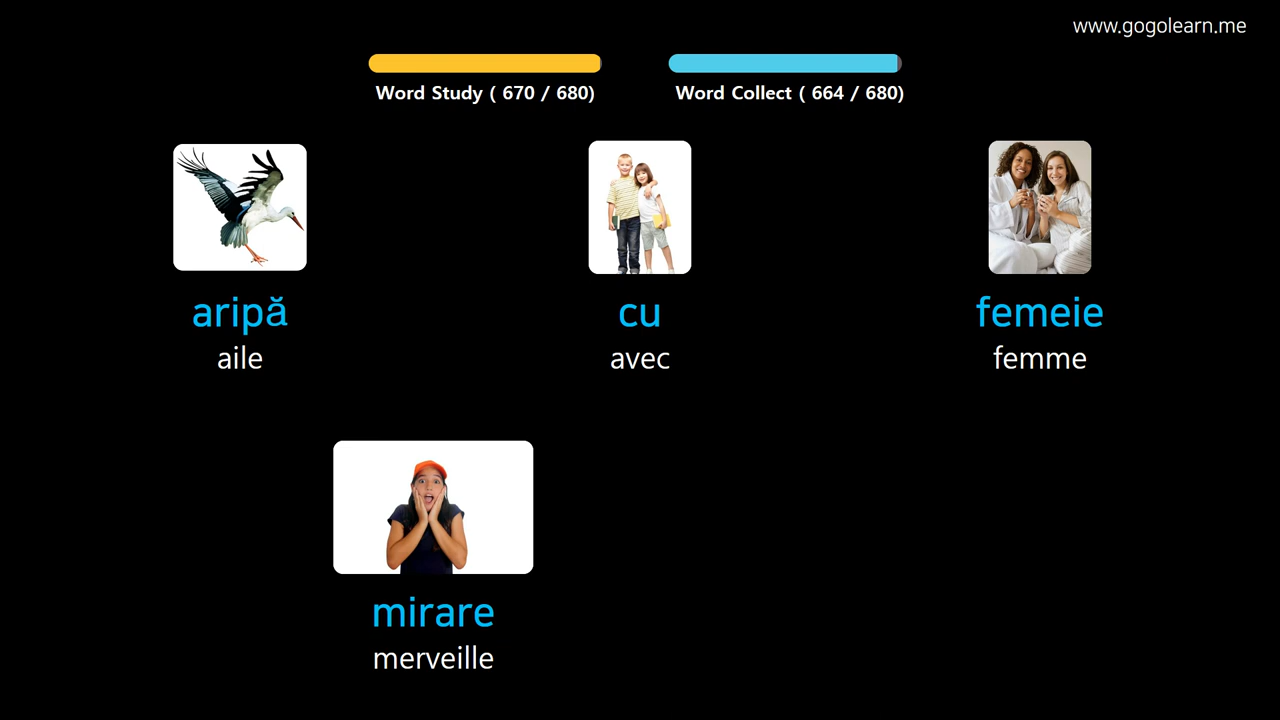 www.gogolearn.me
Word Study ( 670 / 680)
Word Collect ( 664 / 680)
aripă
aile
cu
avec
femeie
femme
mirare
merveille